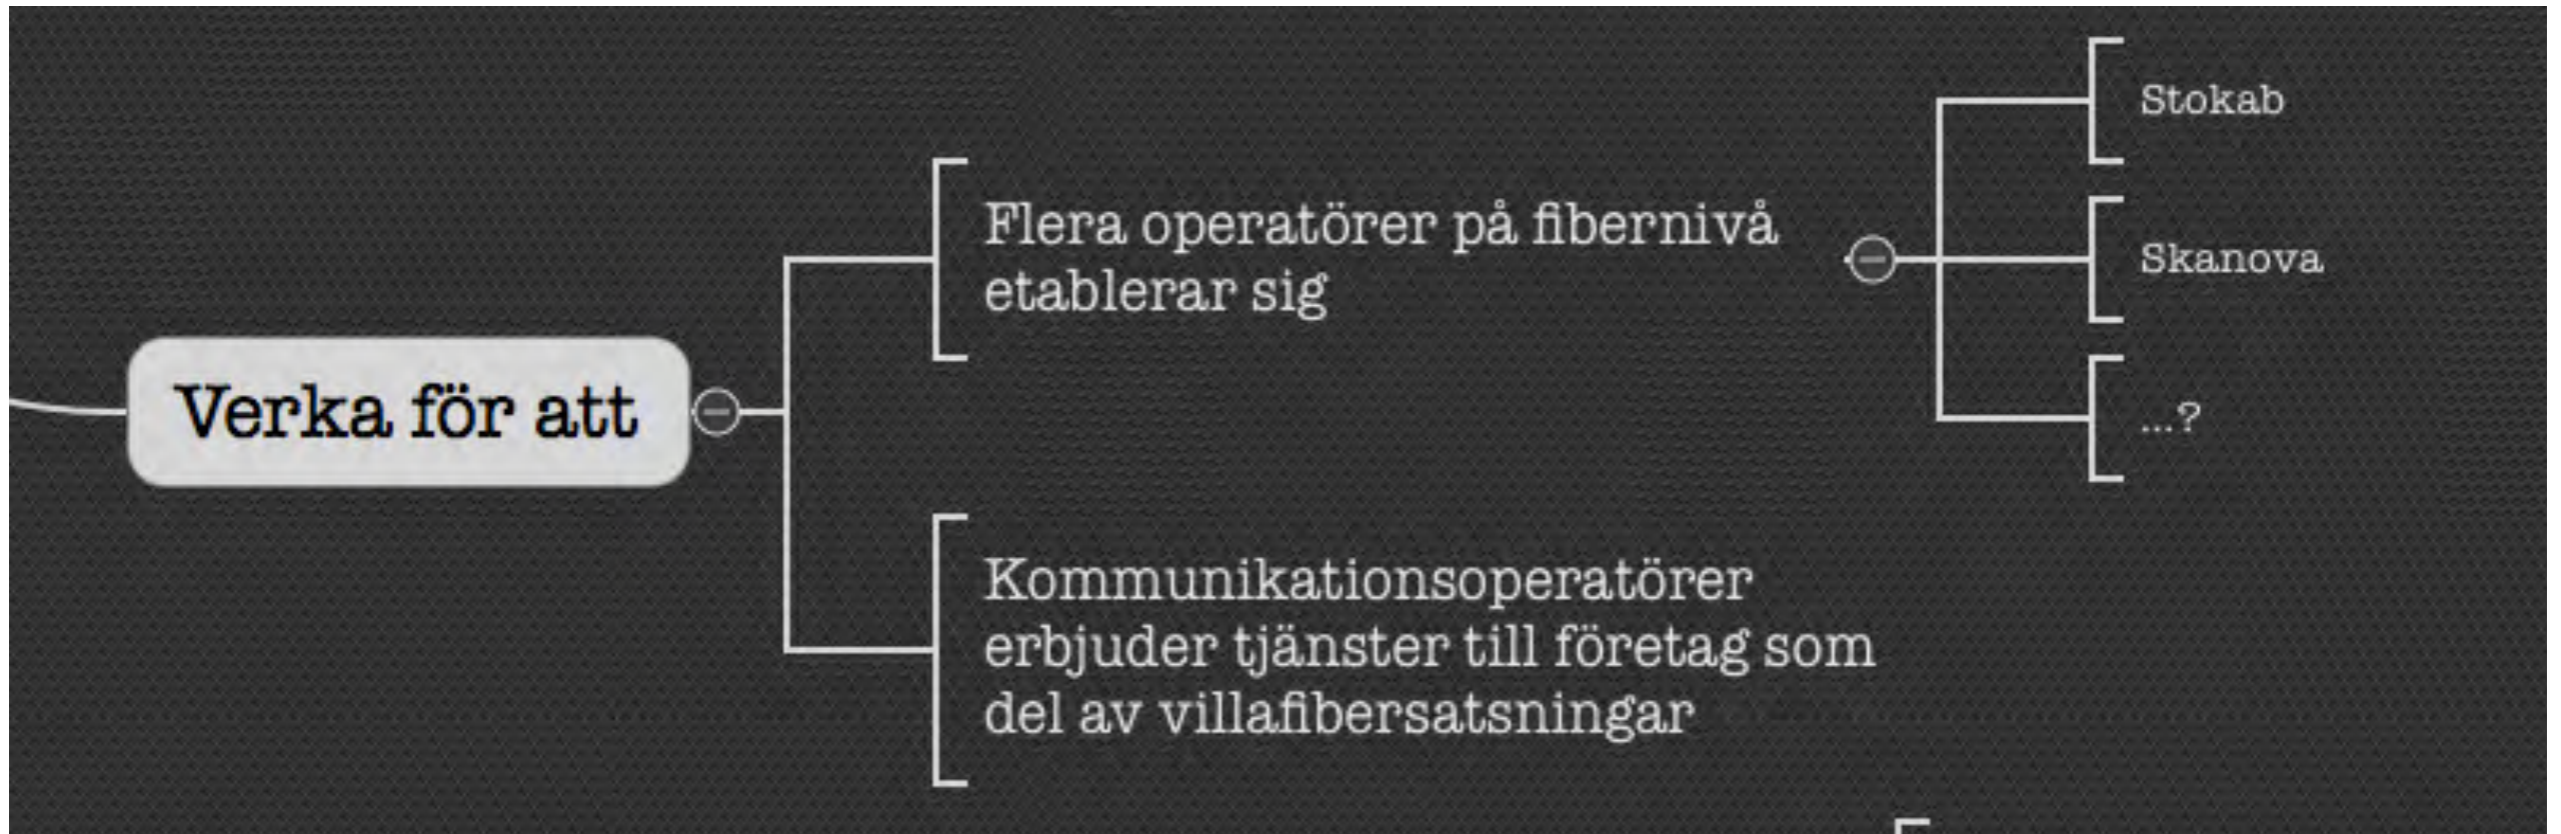 Verka för att
Flera operatörer på fibernivå
etablerar sig
Stokab
Skanova
...?
Kommunikationsoperatörer
erbjuder tjänster till företag som
del av villafibersatsningar